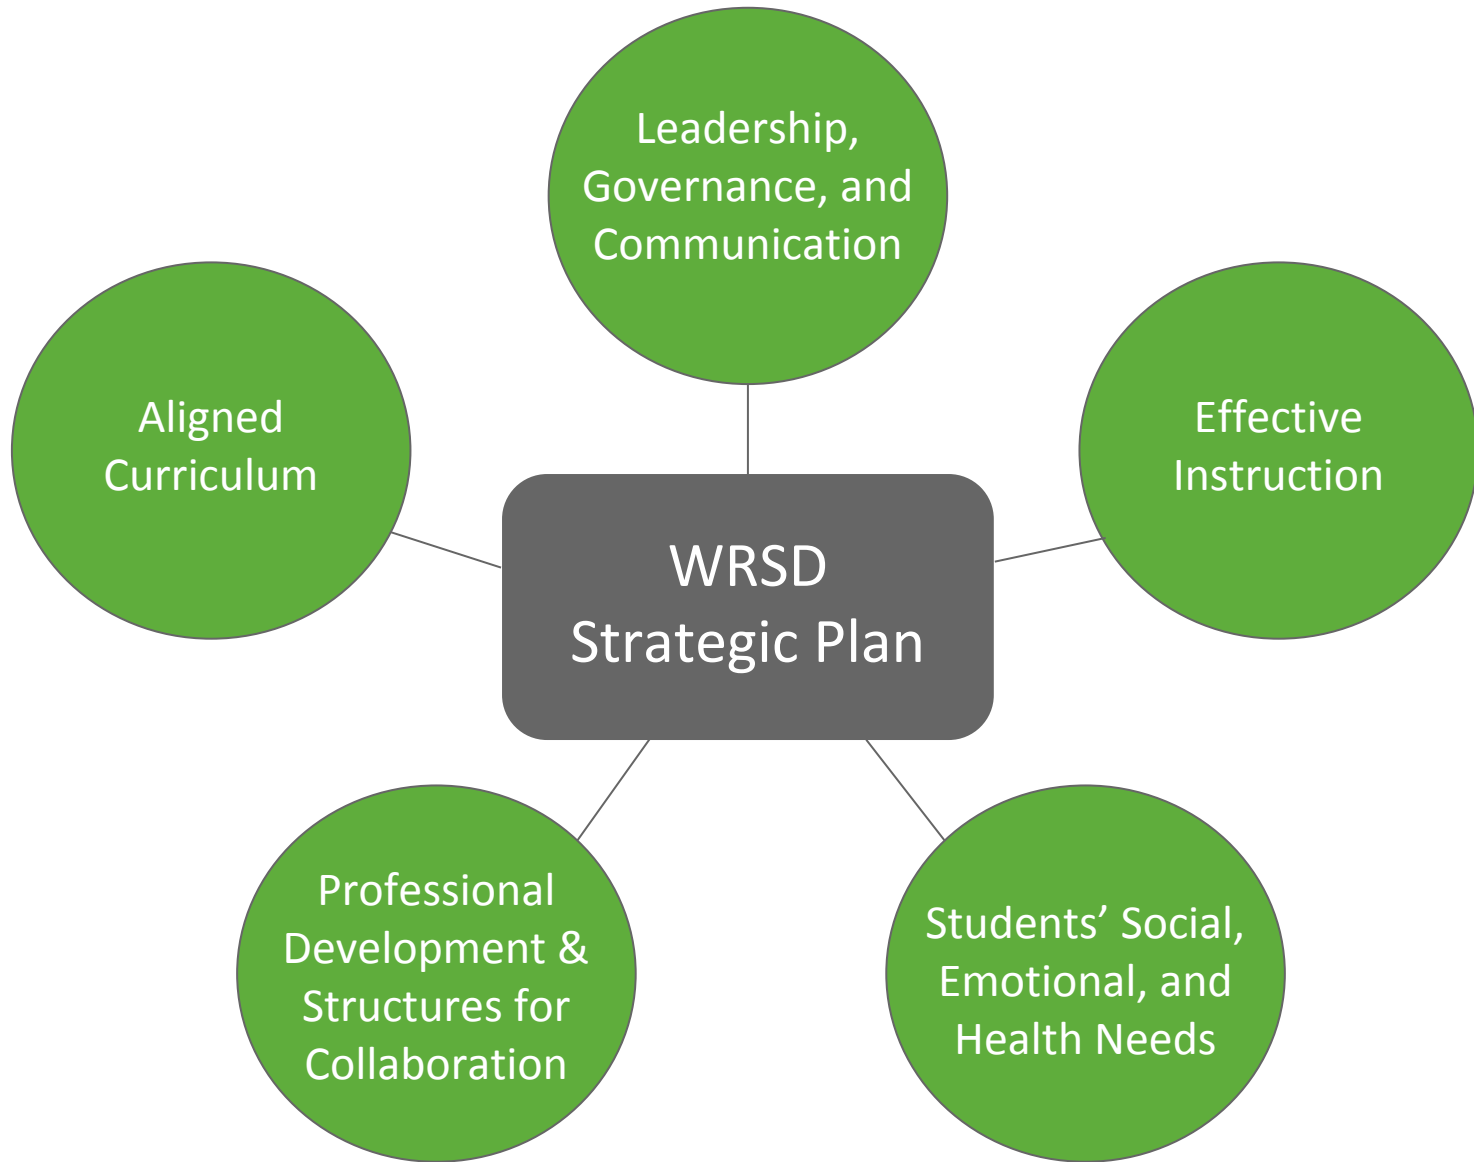 Leadership,
Governance, and
Communication
Aligned
Curriculum
Effective
Instruction
WRSD
Strategic Plan
Professional
Development &
Structures for
Collaboration
Students’ Social,
Emotional, and
Health Needs